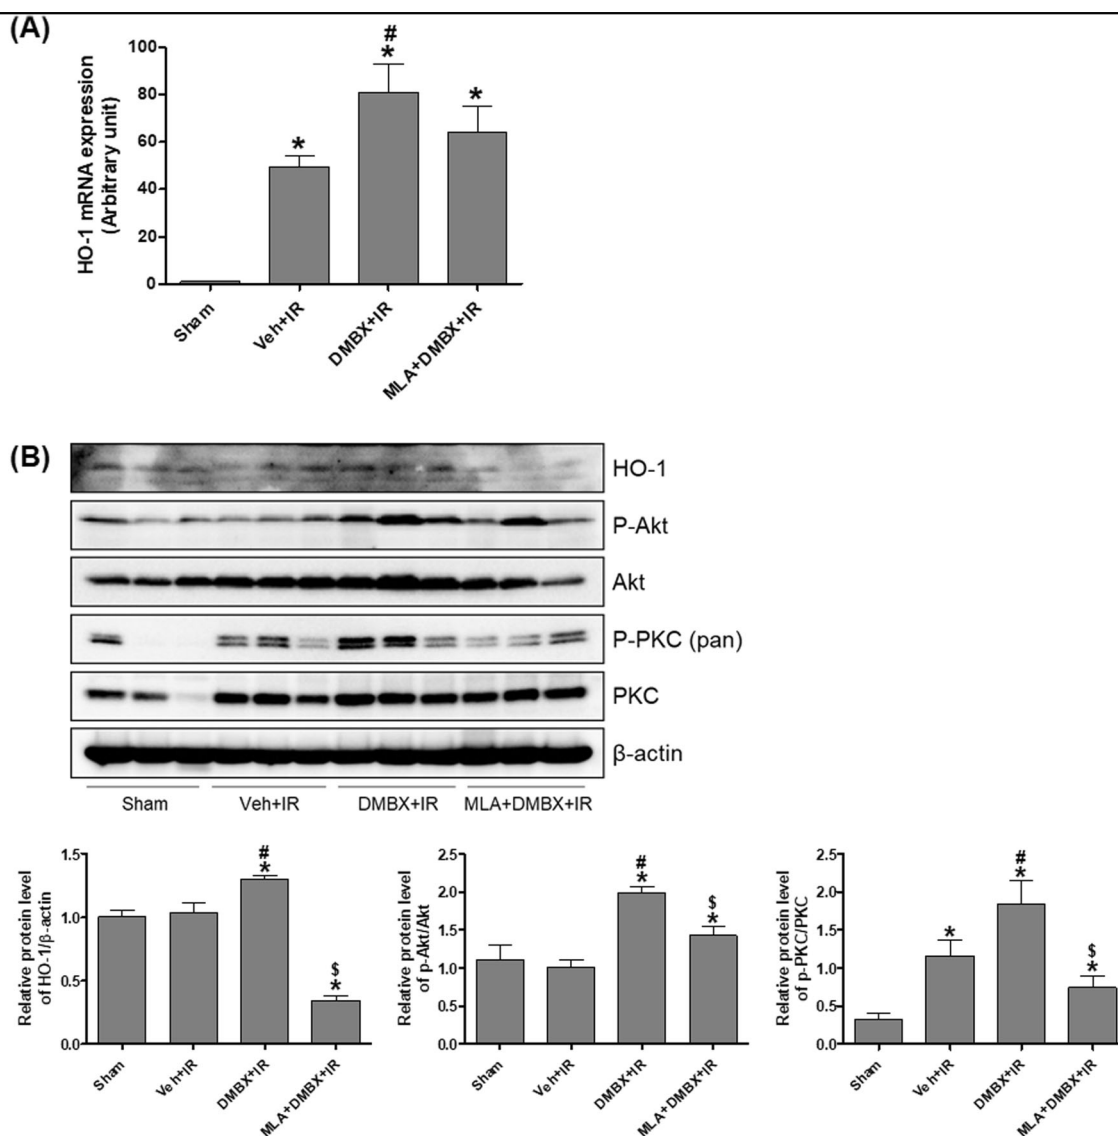 (A)
HO-1 mRNA expression
(Arbitrary unit)
100
80
60
40
20
0
*
#
*
*
Sham
Veh+IR
DMBX+IR
MLA+DMBX+IR
(B)
HO-1
P-Akt
Akt
P-PKC (pan)
PKC
β-actin
Sham Veh+IR DMBX+IR MLA+DMBX+IR
Relative protein level
of HO-1/β-actin
1.5
1.0
0.5
0.0
#
*
$
*
Sham
Veh+IR
DMBX+IR
MLA+DMBX+IR
Relative protein level
of p-Akt/Akt
2.5
2.0
1.5
1.0
0.5
0.0
#
*
$
*
Sham
Veh+IR
DMBX+IR
MLA+DMBX+IR
Relative protein level
of p-PKC/PKC
2.5
2.0
1.5
1.0
0.5
0.0
*
#
*
$
*
Sham
Veh+IR
DMBX+IR
MLA+DMBX+IR